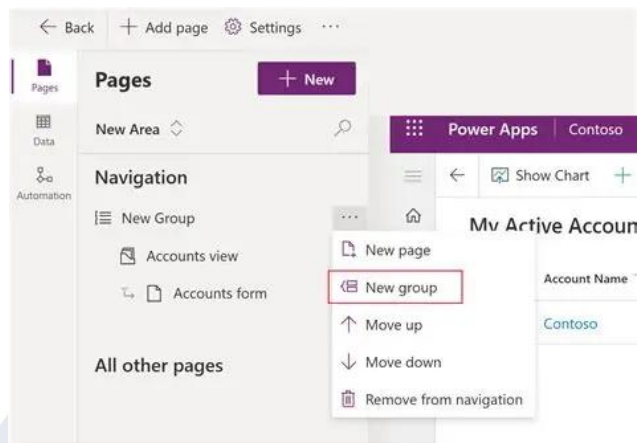 Back
Add page
Settings
Pages
Data
Automation
Pages
New
New Area
Navigation
New Group
Accounts view
Accounts form
All other pages
New page
New group
Move up
Move down
Remove from navigation
Power Apps
Contoso
Show Chart
My Active Accoun
Account Name
Contoso